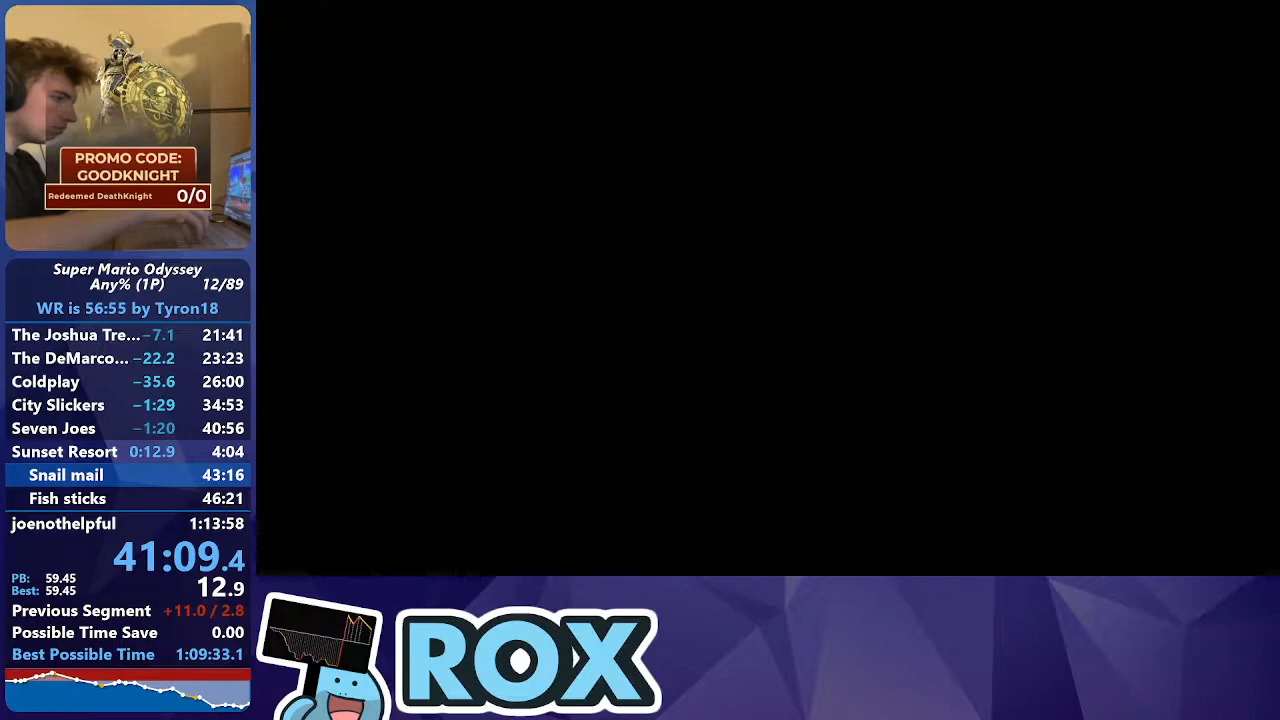 PROMO CODE:
GOODKNIGHT
Redeemed DeathKnight 0/0
Super Mario Odyssey
Any% (1P) 12/89
WR is 56:55 by Tyron18
The Joshua Tre... −7.1 21:41
The DeMarco... −22.2 23:23
Coldplay −35.6 26:00
City Slickers −1:29 34:53
Seven Joes −1:20 40:56
Sunset Resort 0:12.9 4:04
Snail mail 43:16
Fish sticks 46:21
joenothelpful 1:13:58
41:09.4
PB: 59.45
Best: 59.45
12.9
Previous Segment +11.0 / 2.8
Possible Time Save 0.00
Best Possible Time 1:09:33.1
ROX